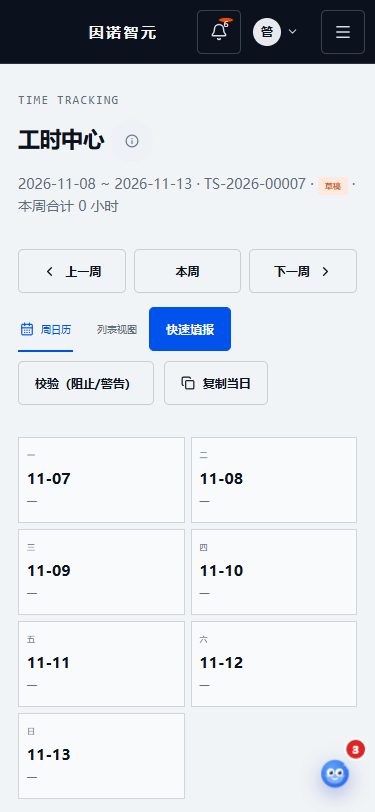 因诺智元
6
管
TIME TRACKING
工时中心
2026-11-08 ~ 2026-11-13 · TS-2026-00007 · 草稿 ·
本周合计 0 小时
上一周
本周
下一周
周日历
列表视图
快速填报
校验（阻止/警告）
复制当日
一
11-07
—
二
11-08
—
三
11-09
—
四
11-10
—
五
11-11
—
六
11-12
—
日
11-13
—
3